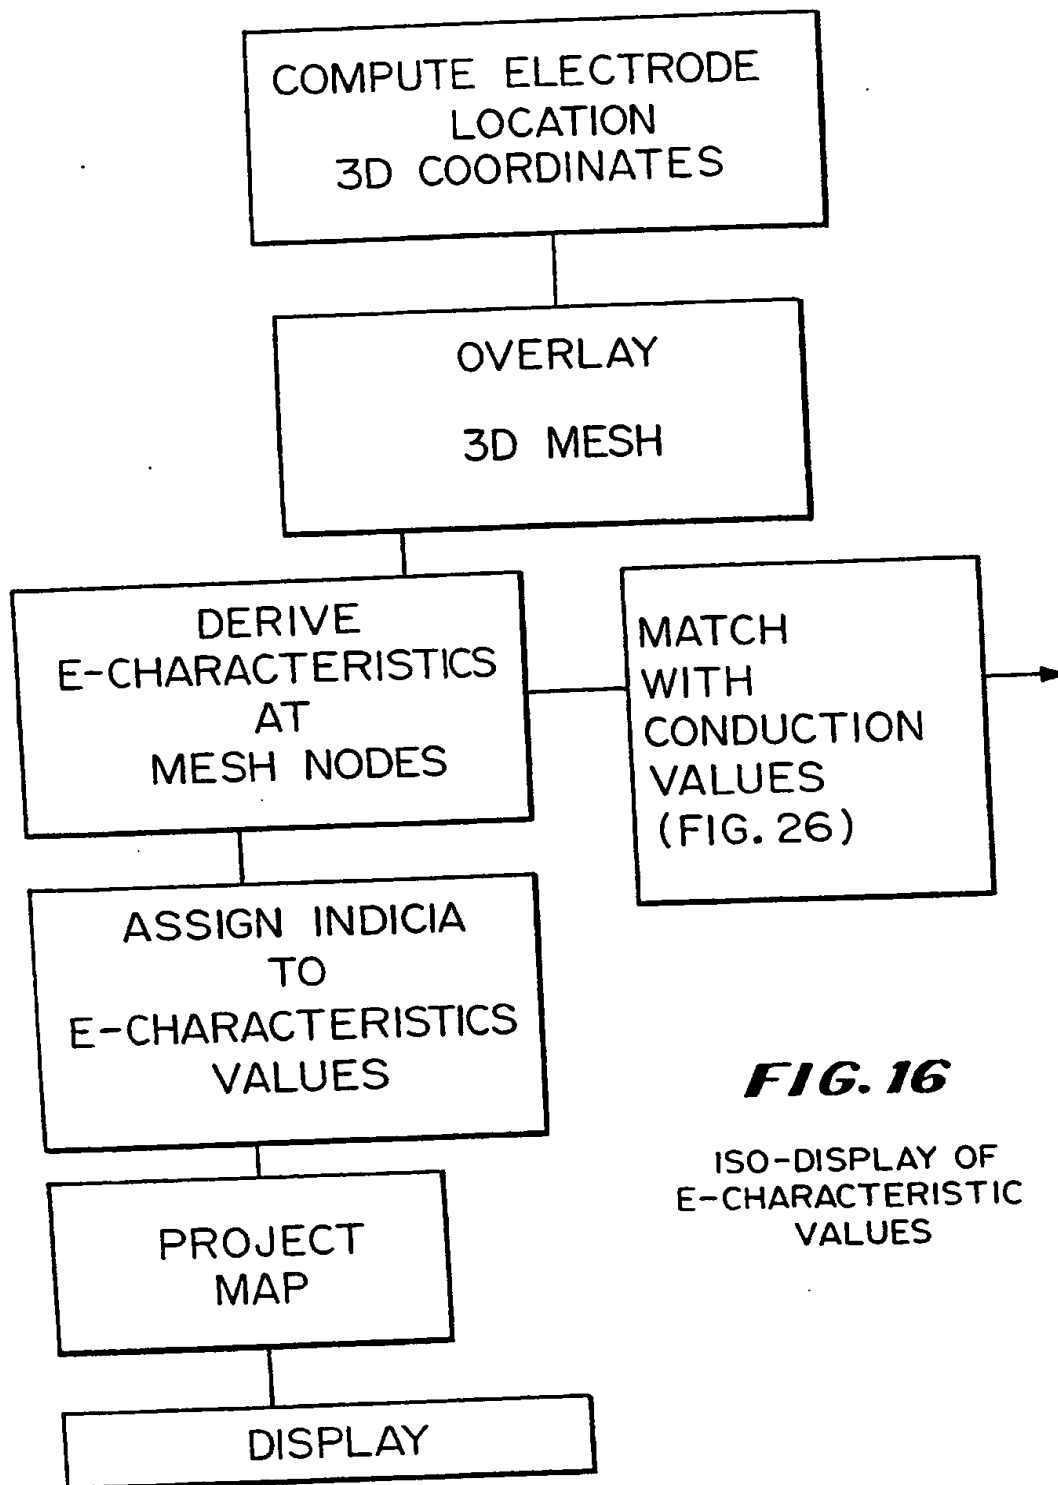 COMPUTE ELECTRODE
LOCATION
3D COORDINATES
OVERLAY
3D MESH
DERIVE
E-CHARACTERISTICS
AT
MESH NODES
MATCH
WITH
CONDUCTION
VALUES
(FIG. 26)
ASSIGN INDICIA
TO
E-CHARACTERISTICS
VALUES
PROJECT
MAP
DISPLAY
FIG. 16
ISO-DISPLAY OF
E-CHARACTERISTIC
VALUES